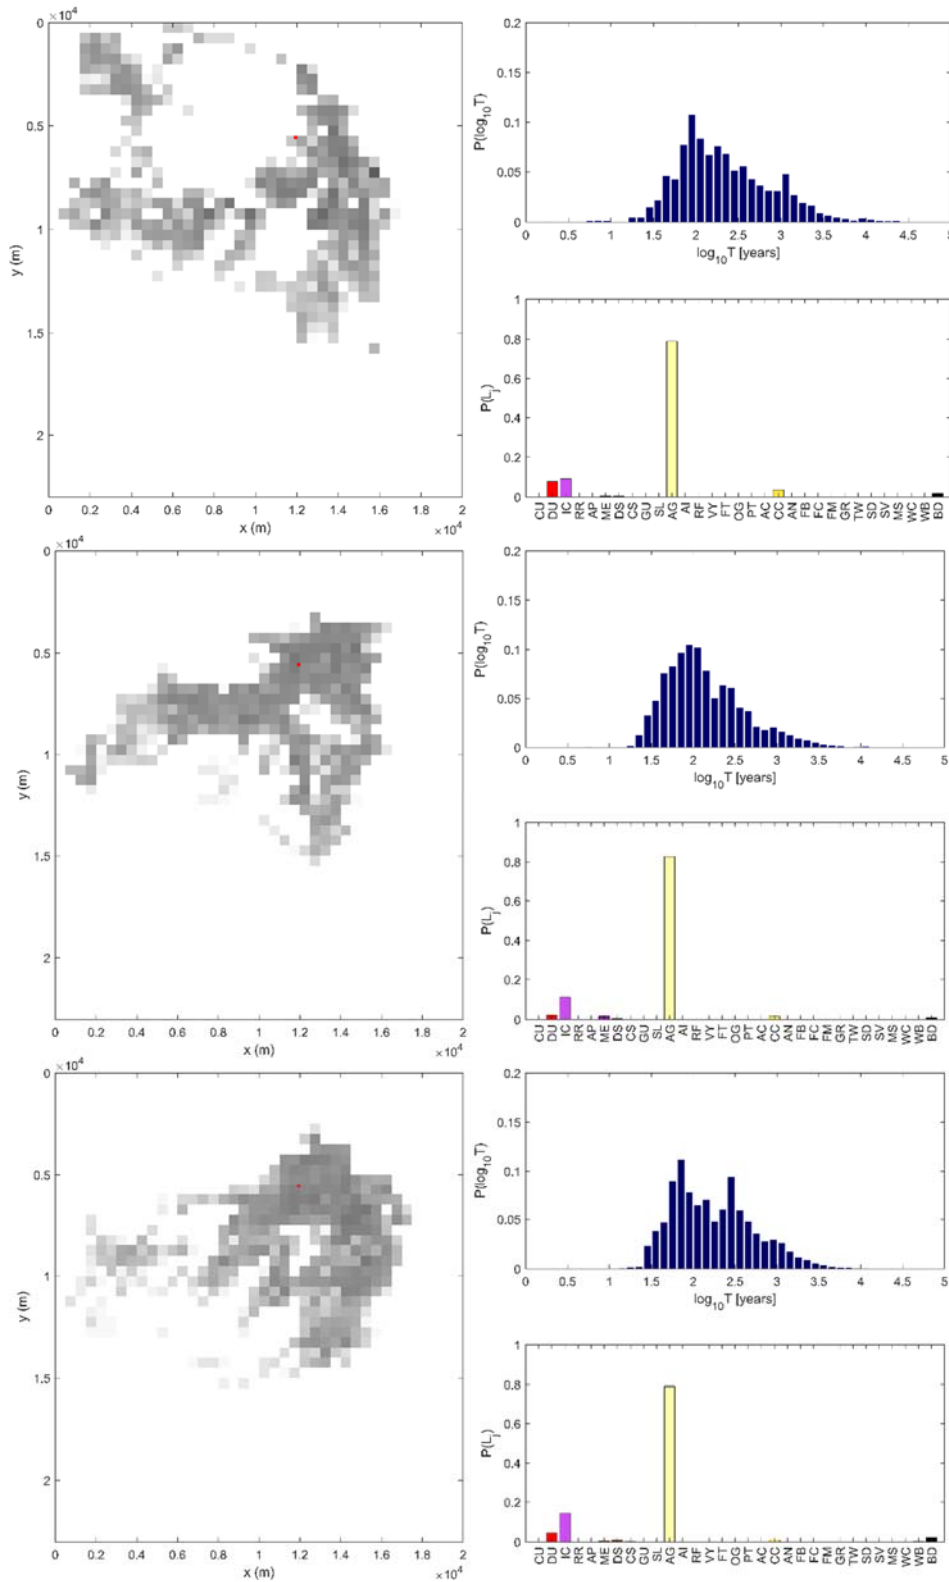 ×10⁴
0
0.5
1
1.5
2
y (m)
0 0.2 0.4 0.6 0.8 1 1.2 1.4 1.6 1.8 2
x (m)
×10⁴
0.2
0.15
0.1
0.05
0
P(log₁₀T)
0 0.5 1 1.5 2 2.5 3 3.5 4 4.5 5
log₁₀T [years]
1
0.8
0.6
0.4
0.2
0
P(Lⱼ)
CU DU IC RR AP ME DS CS GU SL AG AI RF VY FT OG PT AC CC AN FB FC FM GR TW SD SV MS WC WB BD
0
0.5
1
1.5
2
y (m)
×10⁴
0 0.2 0.4 0.6 0.8 1 1.2 1.4 1.6 1.8 2
x (m)
×10⁴
0.2
0.15
0.1
0.05
0
P(log₁₀T)
0 0.5 1 1.5 2 2.5 3 3.5 4 4.5 5
log₁₀T [years]
1
0.8
0.6
0.4
0.2
0
P(Lⱼ)
CU DU IC RR AP ME DS CS GU SL AG AI RF VY FT OG PT AC CC AN FB FC FM GR TW SD SV MS WC WB BD
×10⁴
0
0.5
1
1.5
2
y (m)
0 0.2 0.4 0.6 0.8 1 1.2 1.4 1.6 1.8 2
x (m)
×10⁴
0.2
0.15
0.1
0.05
0
P(log₁₀T)
0 0.5 1 1.5 2 2.5 3 3.5 4 4.5 5
log₁₀T [years]
1
0.8
0.6
0.4
0.2
0
P(Lⱼ)
CU DU IC RR AP ME DS CS GU SL AG AI RF VY FT OG PT AC CC AN FB FC FM GR TW SD SV MS WC WB BD